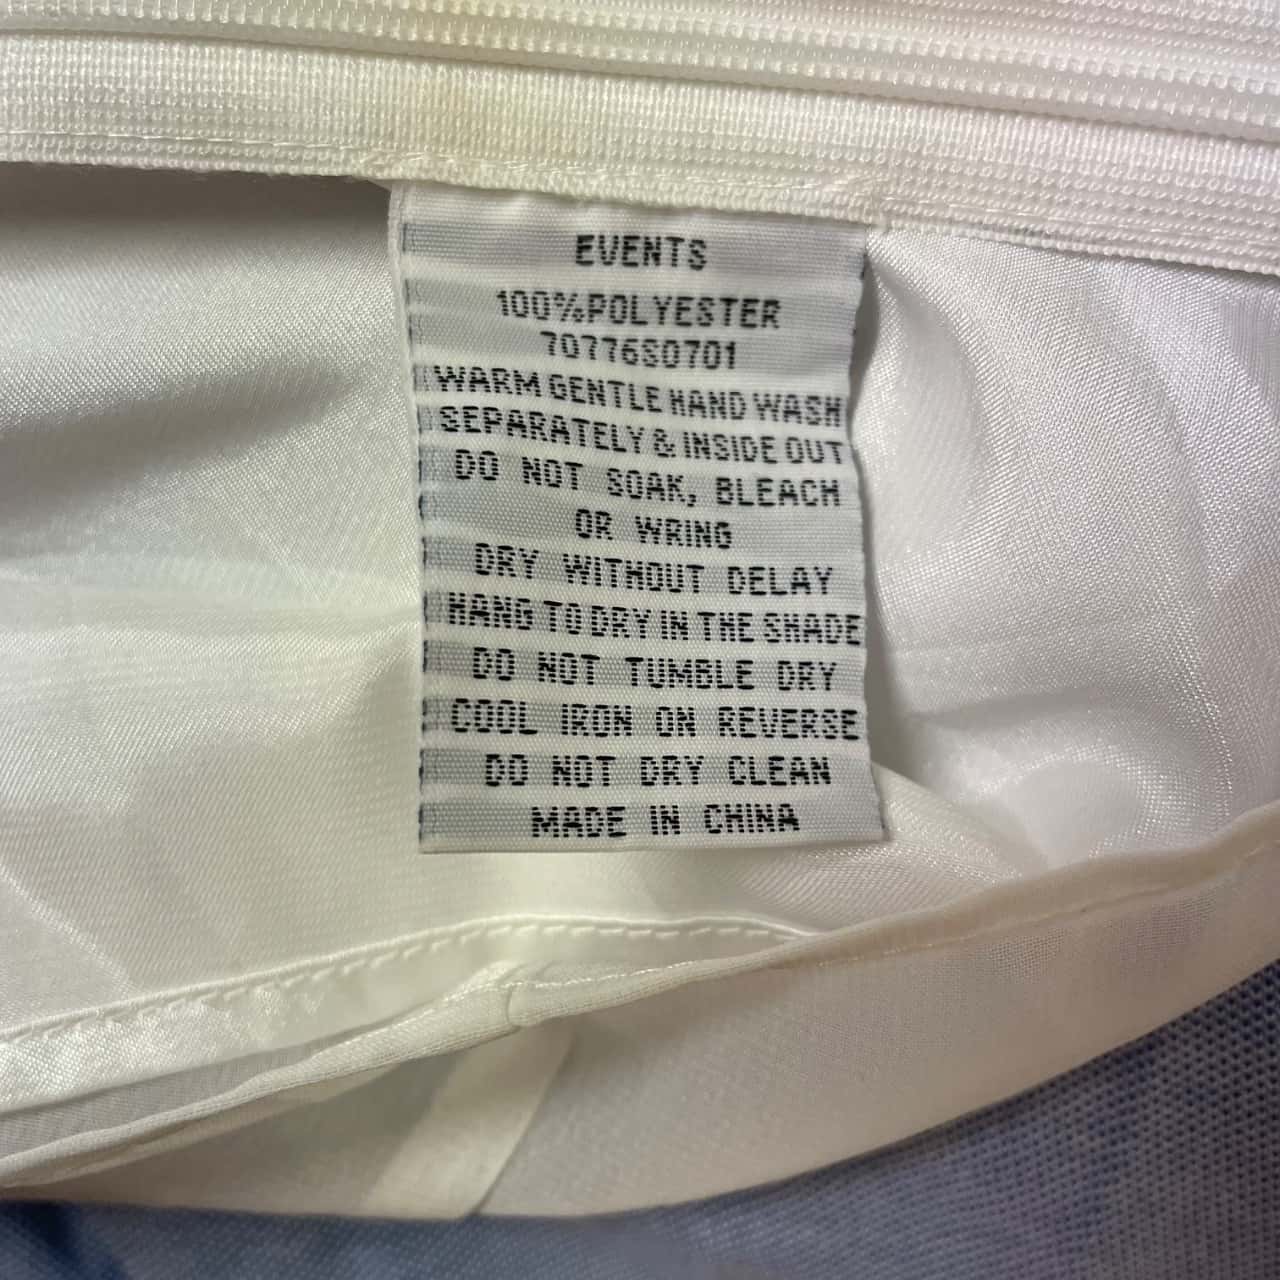 EVENTS
100%POLYESTER
70776S0701
WARM GENTLE HAND WASH
SEPARATELY & INSIDE OUT
DO NOT SOAK, BLEACH
OR WRING
DRY WITHOUT DELAY
HANG TO DRY IN THE SHADE
DO NOT TUMBLE DRY
COOL IRON ON REVERSE
DO NOT DRY CLEAN
MADE IN CHINA